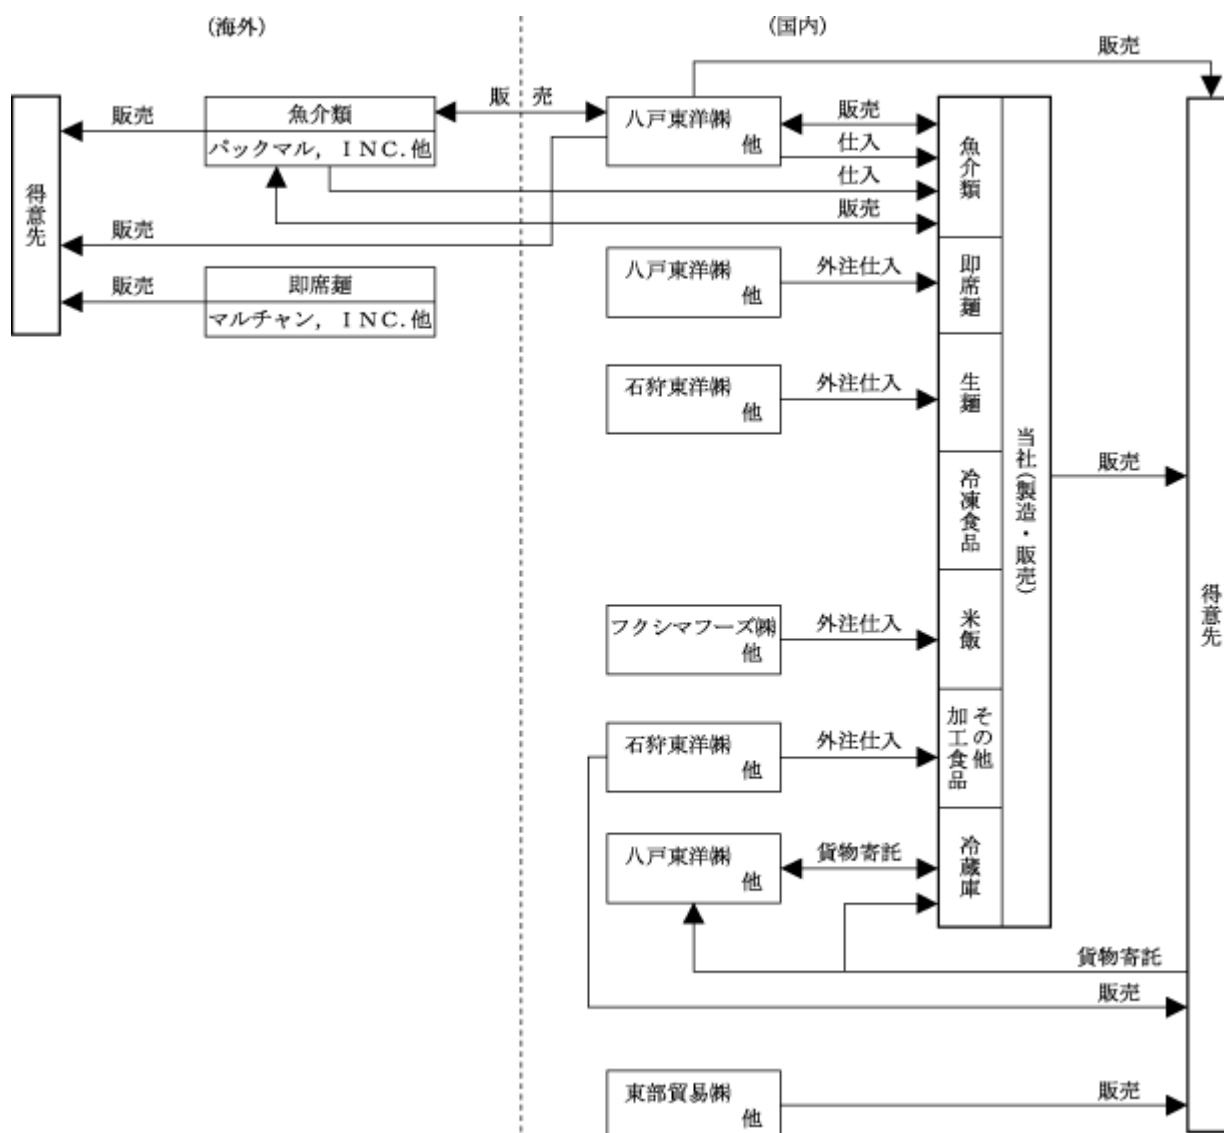 (海外)
(国内)
販売
販売
魚介類
パックマル，ＩＮＣ.他
販 売
八戸東洋㈱
他
販売
仕入
仕入
販売
魚介類
得意先
販売
販売
即席麺
マルチャン，ＩＮＣ.他
八戸東洋㈱
他
外注仕入
即席麺
石狩東洋㈱
他
外注仕入
生麺
冷凍食品
当社(製造・販売)
販売
得意先
フクシマフーズ㈱
他
外注仕入
米飯
石狩東洋㈱
他
外注仕入
その他
加工食品
八戸東洋㈱
他
貨物寄託
冷蔵庫
貨物寄託
販売
東部貿易㈱
他
販売